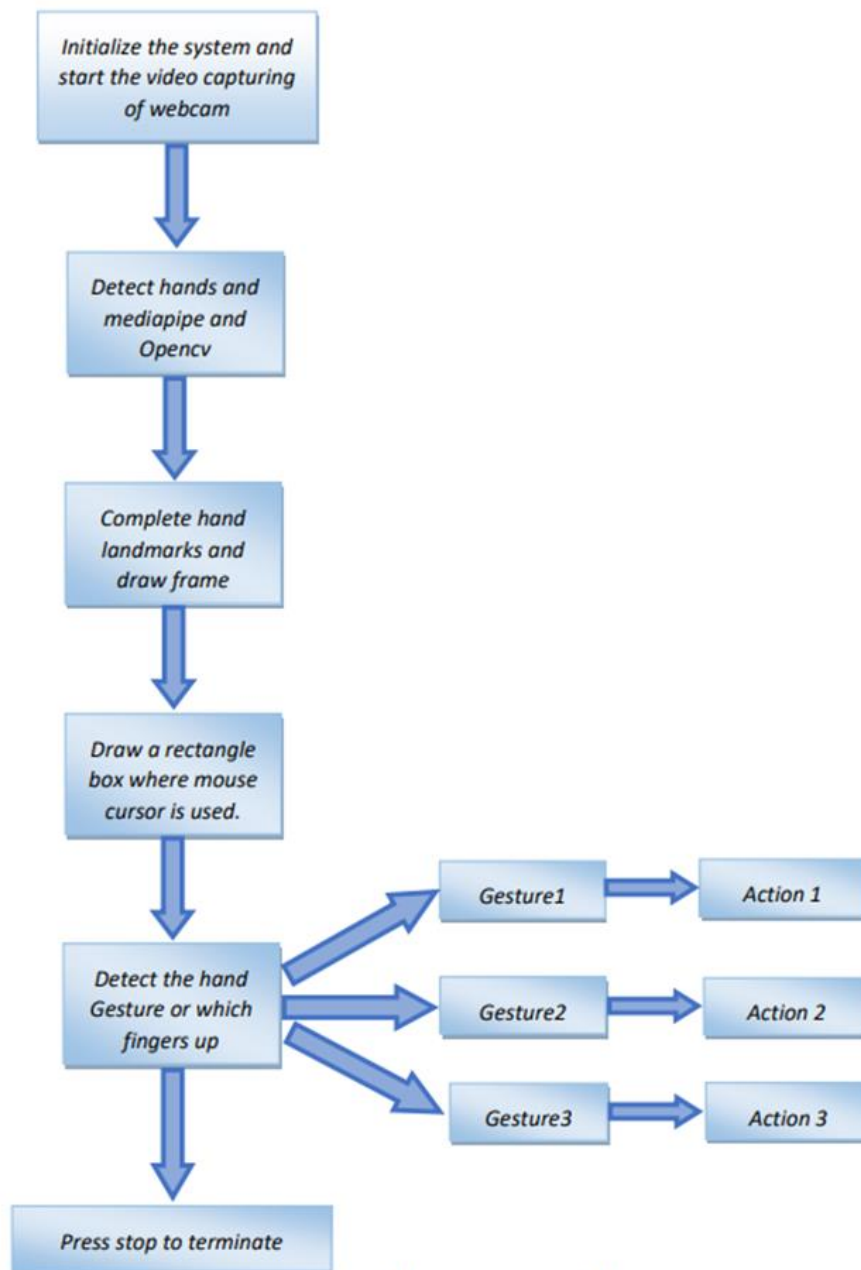 Initialize the system and
start the video capturing
of webcam
Detect hands and
mediapipe and
Opencv
Complete hand
landmarks and
draw frame
Draw a rectangle
box where mouse
cursor is used.
Detect the hand
Gesture or which
fingers up
Gesture1
Action 1
Gesture2
Action 2
Gesture3
Action 3
Press stop to terminate